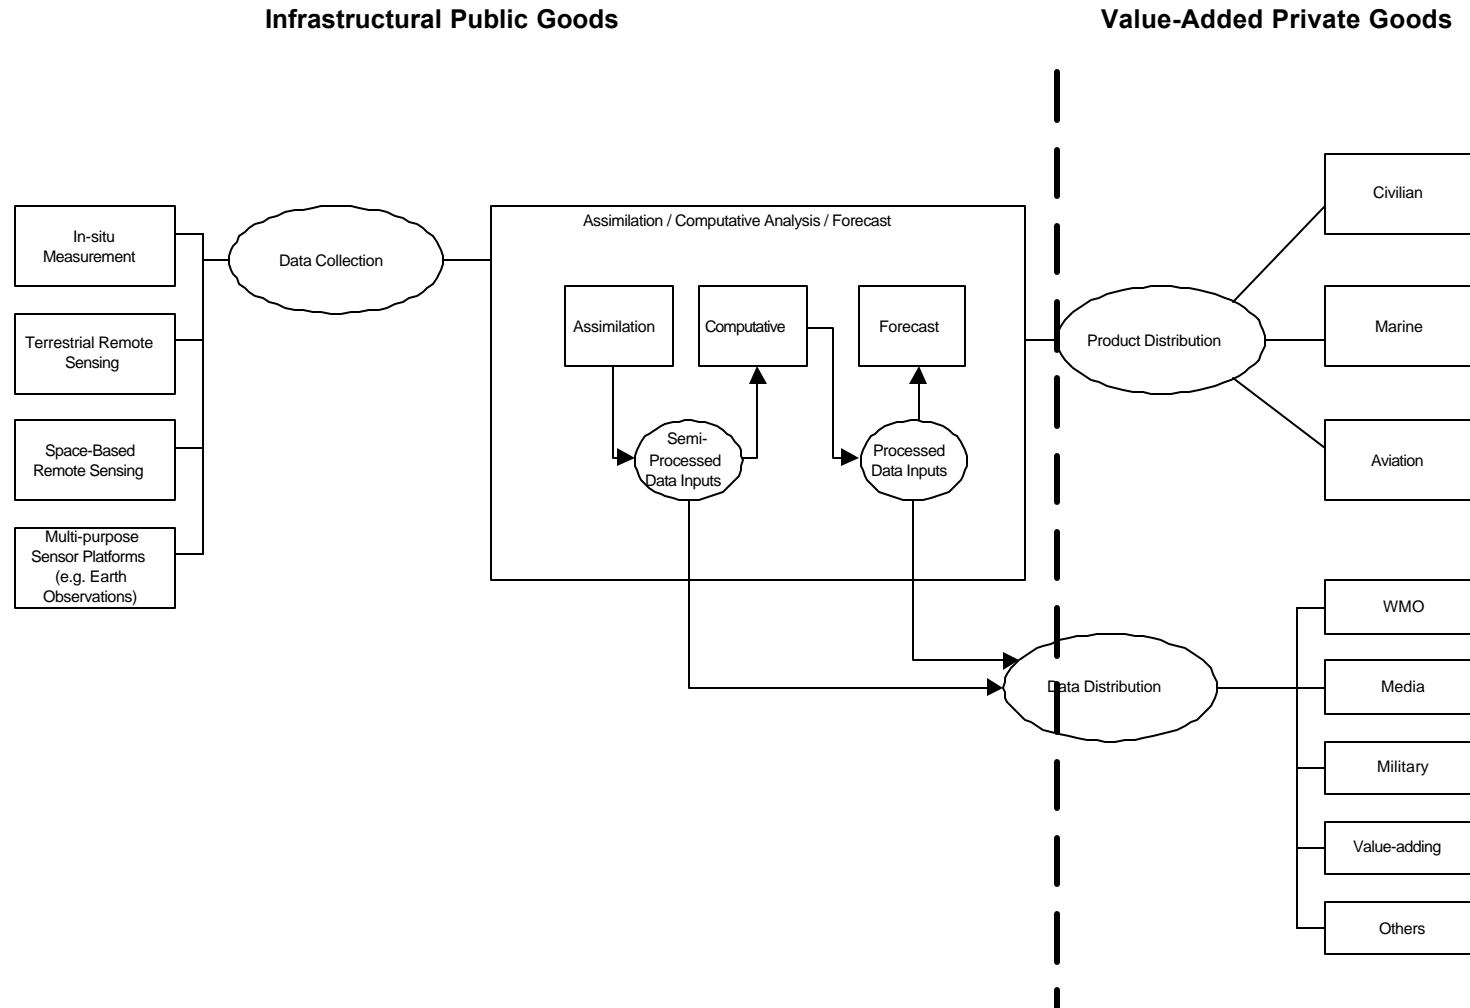 Infrastructural Public Goods
Value-Added Private Goods
In-situ
Measurement
Terrestrial Remote
Sensing
Space-Based
Remote Sensing
Multi-purpose
Sensor Platforms
(e.g. Earth
Observations)
Data Collection
Assimilation / Computative Analysis / Forecast
Assimilation
Computative
Forecast
Semi-
Processed
Data Inputs
Processed
Data Inputs
Product Distribution
Data Distribution
Civilian
Marine
Aviation
WMO
Media
Military
Value-adding
Others